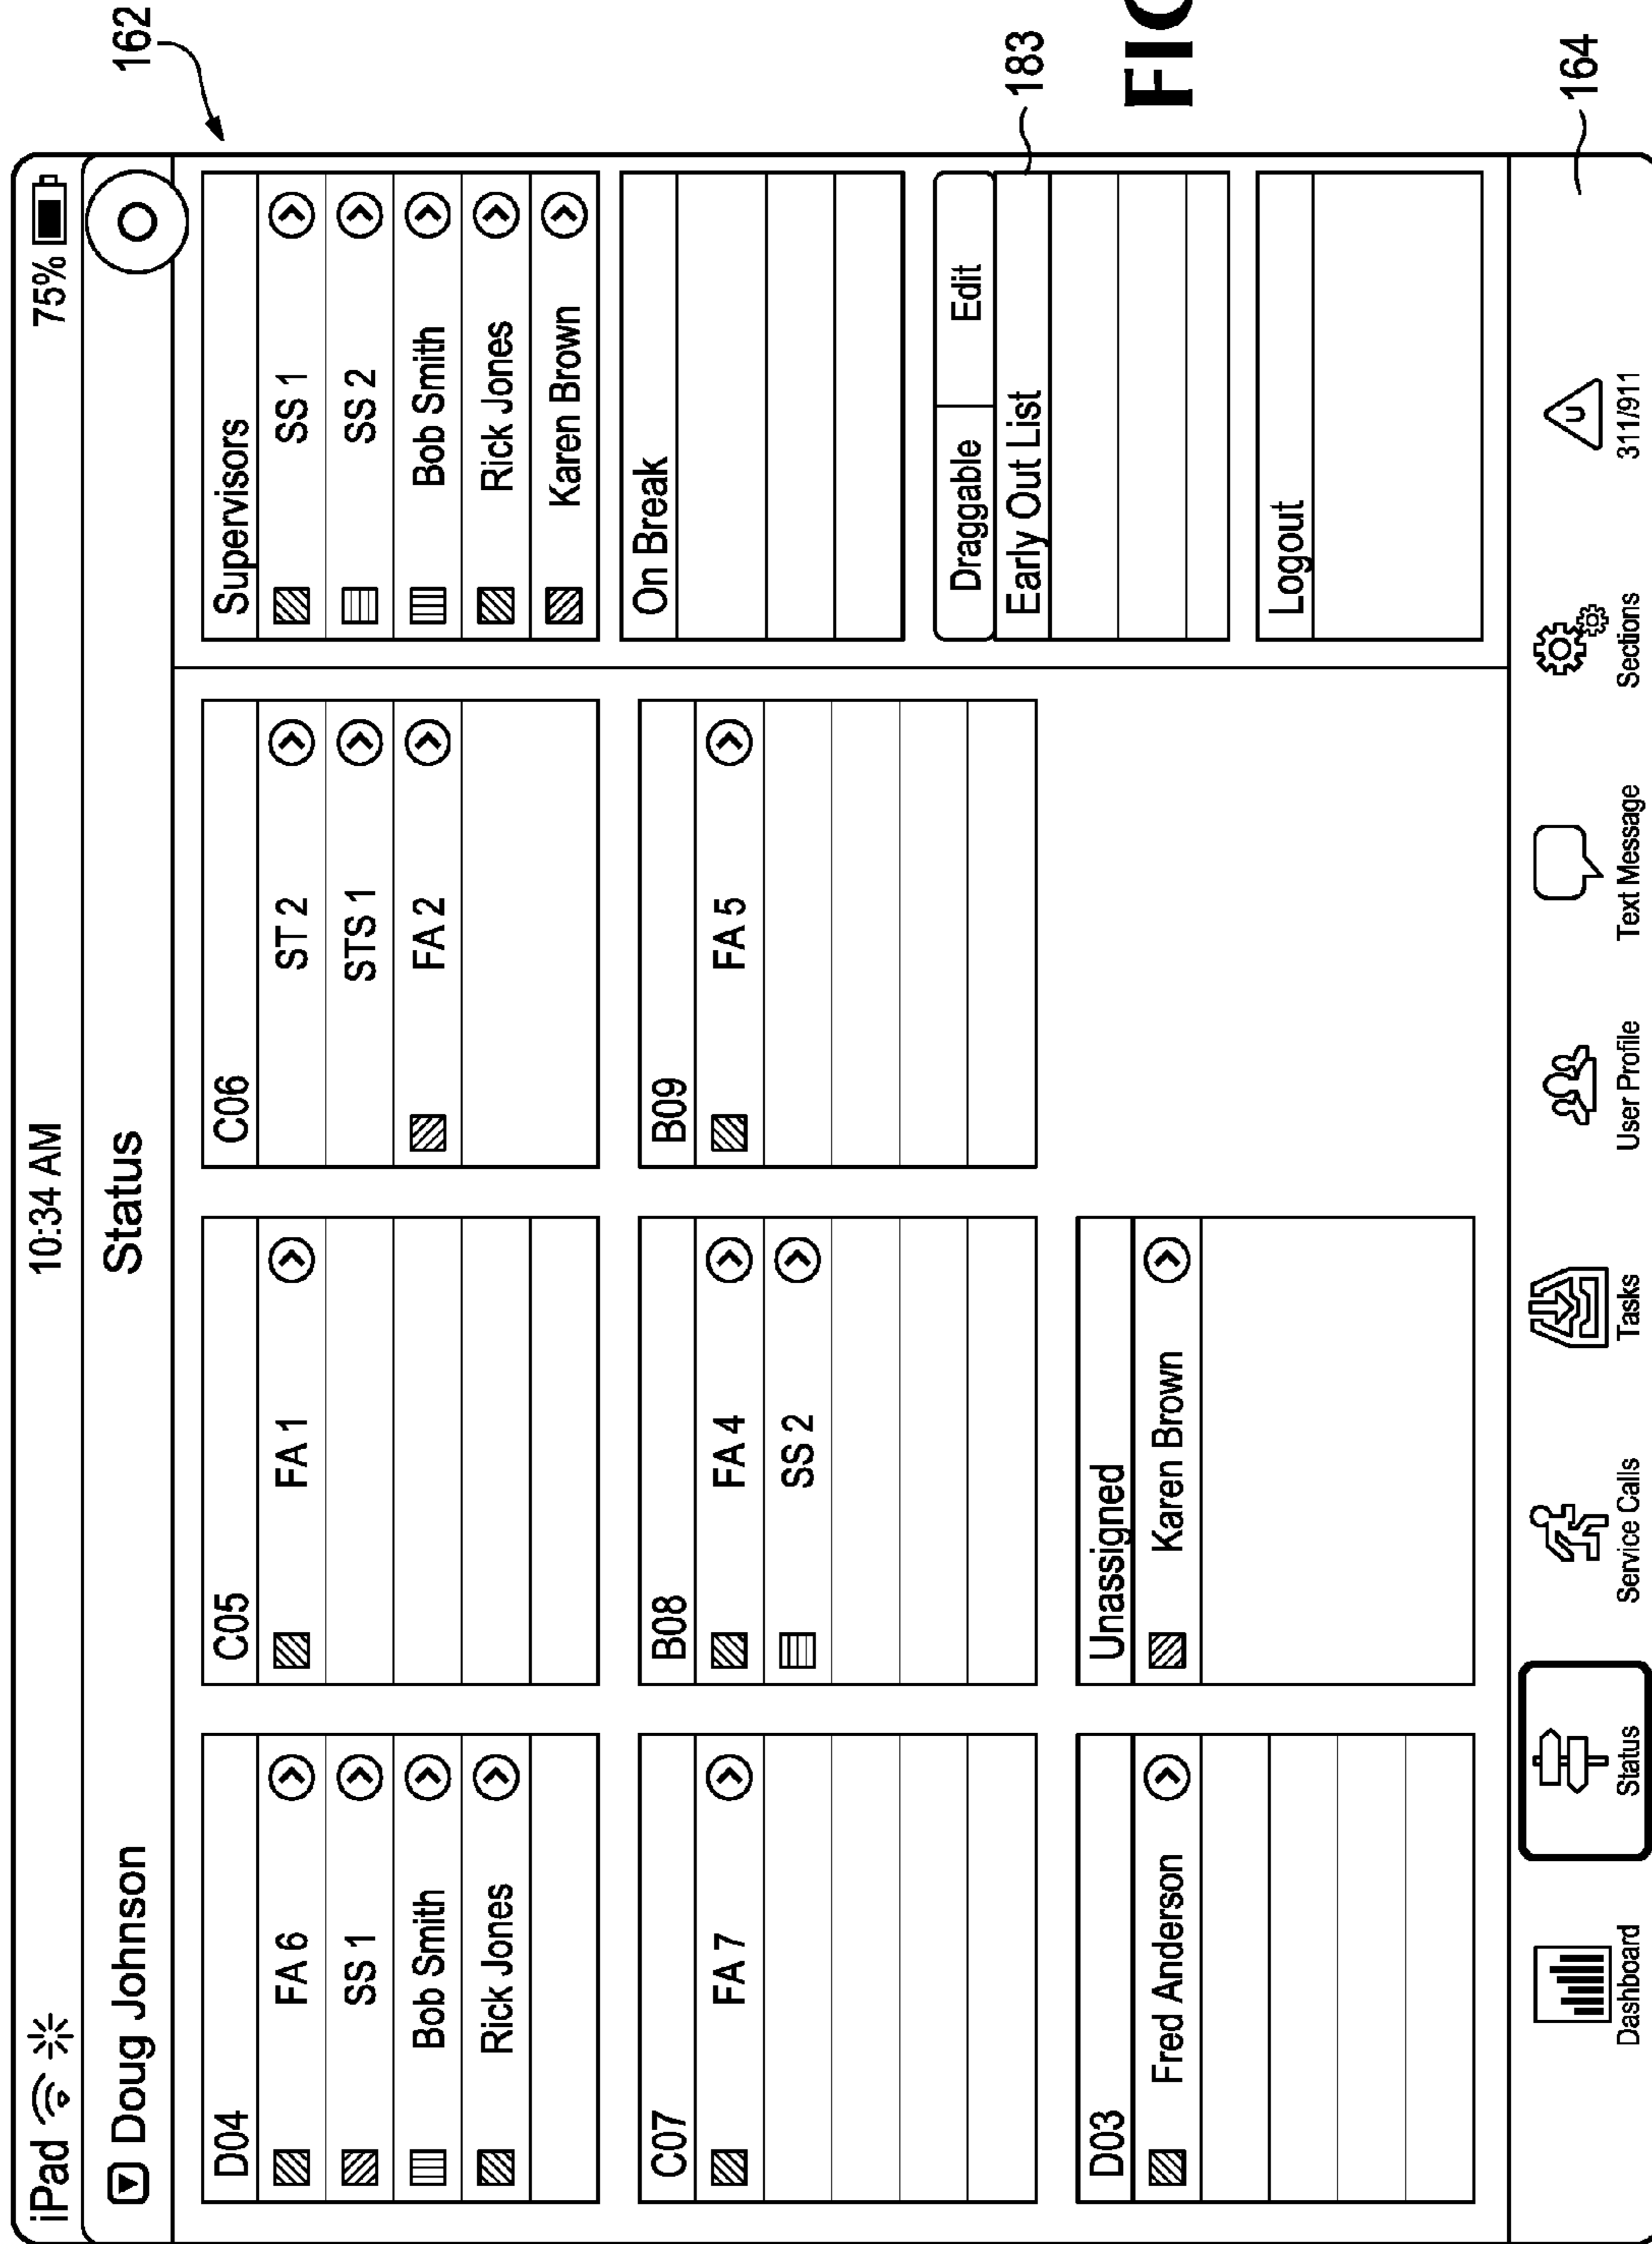 iPad 10:34 AM 75%
Doug Johnson Status
162
D04
FA 6
SS 1
Bob Smith
Rick Jones
C05
FA 1
C06
ST 2
STS 1
FA 2
Supervisors
SS 1
SS 2
Bob Smith
Rick Jones
Karen Brown
C07
FA 7
B08
FA 4
SS 2
B09
FA 5
On Break
D03
Fred Anderson
Unassigned
Karen Brown
Draggable Edit
Early Out List
183
Logout
FIG
Dashboard Status Service Calls Tasks User Profile Text Message Sections 311/911
164